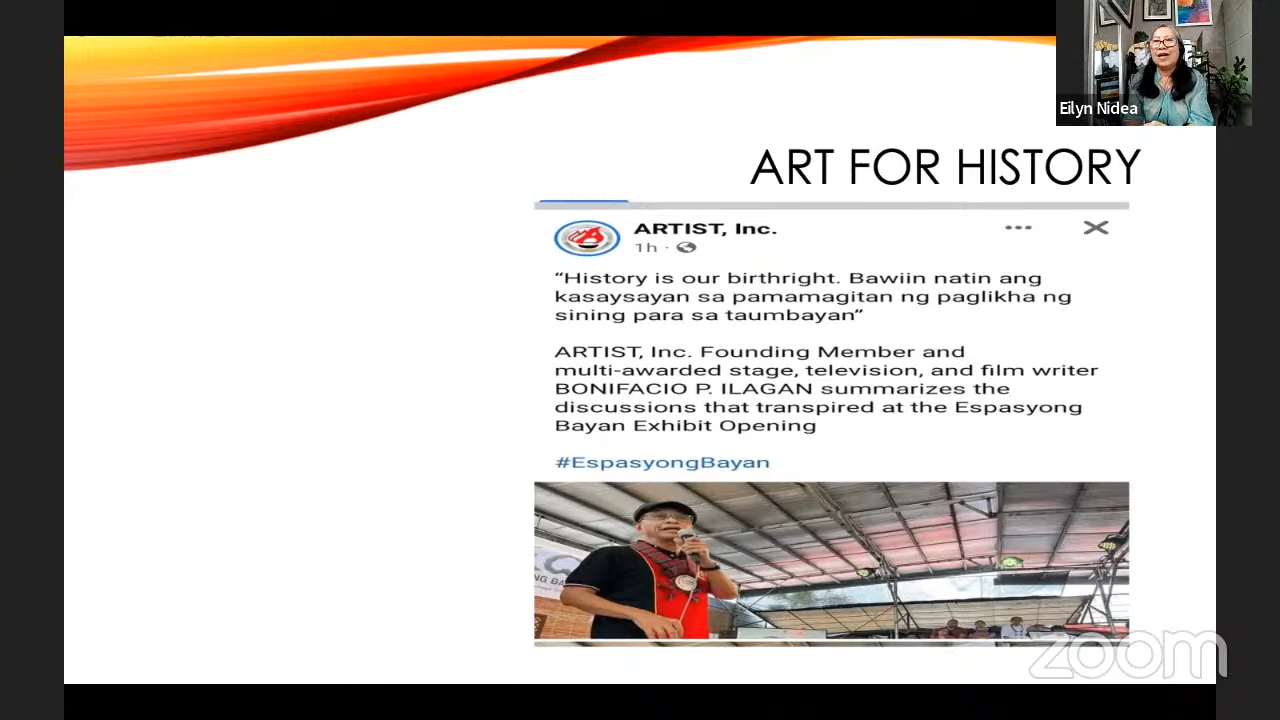 Eilyn Nidea
ART FOR HISTORY
ARTIST, Inc.
1h ·
“History is our birthright. Bawiin natin ang
kasaysayan sa pamamagitan ng paglikha ng
sining para sa taumbayan”
ARTIST, Inc. Founding Member and
multi-awarded stage, television, and film writer
BONIFACIO P. ILAGAN summarizes the
discussions that transpired at the Espasyong
Bayan Exhibit Opening
#EspasyongBayan
zoom